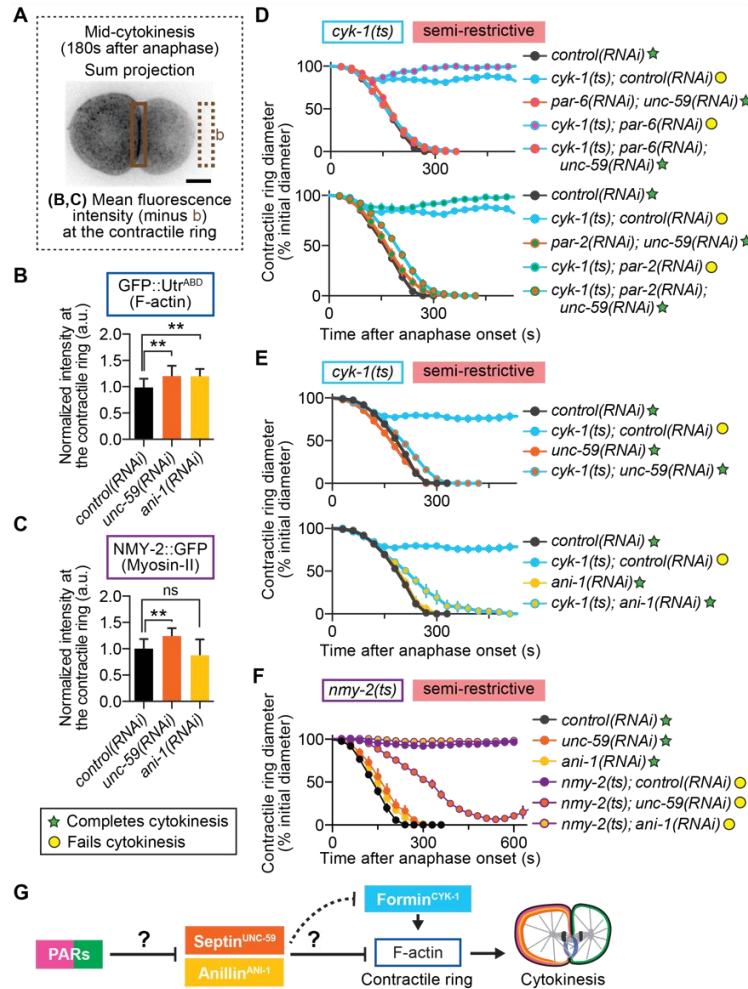 A
Mid-cytokinesis
(180s after anaphase)
Sum projection
b
(B,C) Mean fluorescence
intensity (minus b)
at the contractile ring
B
GFP::Utr^ABD
(F-actin)
Normalized intensity at
the contractile ring (a.u.)
2.0
1.5
1.0
0.5
0.0
**
**
control(RNAi)
unc-59(RNAi)
ani-1(RNAi)
C
NMY-2::GFP
(Myosin-II)
Normalized intensity at
the contractile ring (a.u.)
2.0
1.5
1.0
0.5
0.0
ns
**
control(RNAi)
unc-59(RNAi)
ani-1(RNAi)
Completes cytokinesis
Fails cytokinesis
D
cyk-1(ts)
semi-restrictive
Contractile ring diameter
(% initial diameter)
100
50
0
0
300
control(RNAi)
cyk-1(ts); control(RNAi)
par-6(RNAi); unc-59(RNAi)
cyk-1(ts); par-6(RNAi)
cyk-1(ts); par-6(RNAi);
unc-59(RNAi)
100
50
0
0
300
Time after anaphase onset (s)
control(RNAi)
cyk-1(ts); control(RNAi)
par-2(RNAi); unc-59(RNAi)
cyk-1(ts); par-2(RNAi)
cyk-1(ts); par-2(RNAi);
unc-59(RNAi)
E
cyk-1(ts)
semi-restrictive
Contractile ring diameter
(% initial diameter)
100
50
0
0
300
control(RNAi)
cyk-1(ts); control(RNAi)
unc-59(RNAi)
cyk-1(ts); unc-59(RNAi)
100
50
0
0
300
Time after anaphase onset (s)
control(RNAi)
cyk-1(ts); control(RNAi)
ani-1(RNAi)
cyk-1(ts); ani-1(RNAi)
F
nmy-2(ts)
semi-restrictive
Contractile ring diameter
(% initial diameter)
100
50
0
0
300
600
Time after anaphase onset (s)
control(RNAi)
unc-59(RNAi)
ani-1(RNAi)
nmy-2(ts); control(RNAi)
nmy-2(ts); unc-59(RNAi)
nmy-2(ts); ani-1(RNAi)
G
PARs
?
Septin^UNC-59
Anillin^ANI-1
?
Formin^CYK-1
F-actin
Contractile ring
Cytokinesis